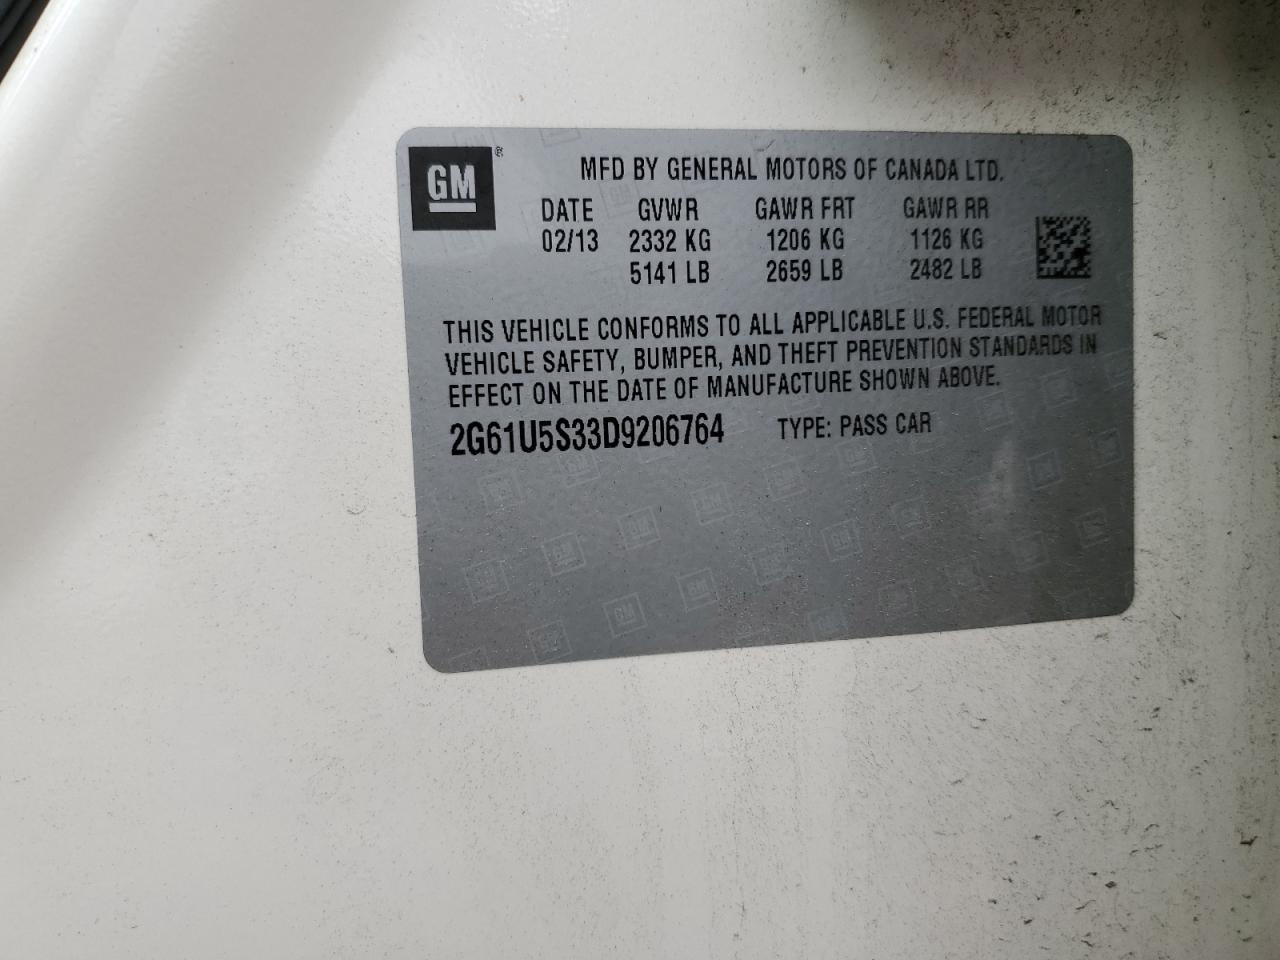 GM ®
MFD BY GENERAL MOTORS OF CANADA LTD.
DATE GVWR GAWR FRT GAWR RR
02/13 2332 KG 1206 KG 1126 KG
5141 LB 2659 LB 2482 LB
THIS VEHICLE CONFORMS TO ALL APPLICABLE U.S. FEDERAL MOTOR
VEHICLE SAFETY, BUMPER, AND THEFT PREVENTION STANDARDS IN
EFFECT ON THE DATE OF MANUFACTURE SHOWN ABOVE.
2G61U5S33D9206764 TYPE: PASS CAR